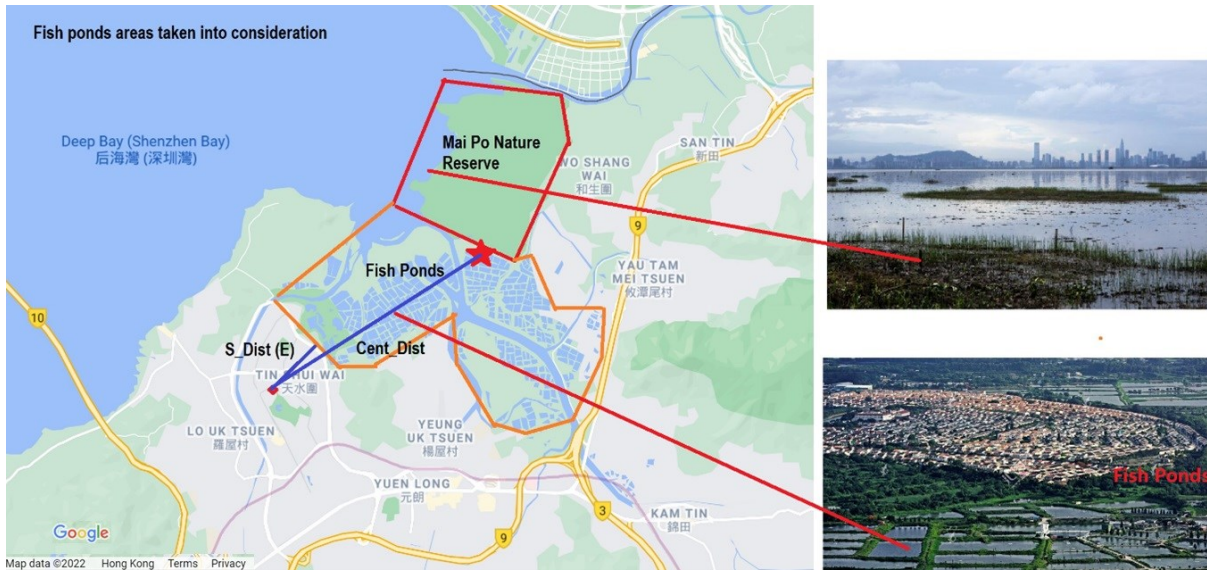 Fish ponds areas taken into consideration
Deep Bay (Shenzhen Bay)
后海灣 (深圳灣)
Mai Po Nature
Reserve
WO SHANG
WAI
和生圍
SAN TIN
新田
9
Fish Ponds
YAU TAM
MEI TSUEN
攸潭尾村
10
S_Dist (E)
Cent_Dist
TIN SHUI WAI
天水圍
LO UK TSUEN
羅屋村
YEUNG
UK TSUEN
楊屋村
YUEN LONG
元朗
KAM TIN
錦田
3
9
Google
Map data ©2022 Hong Kong Terms Privacy
Fish Ponds